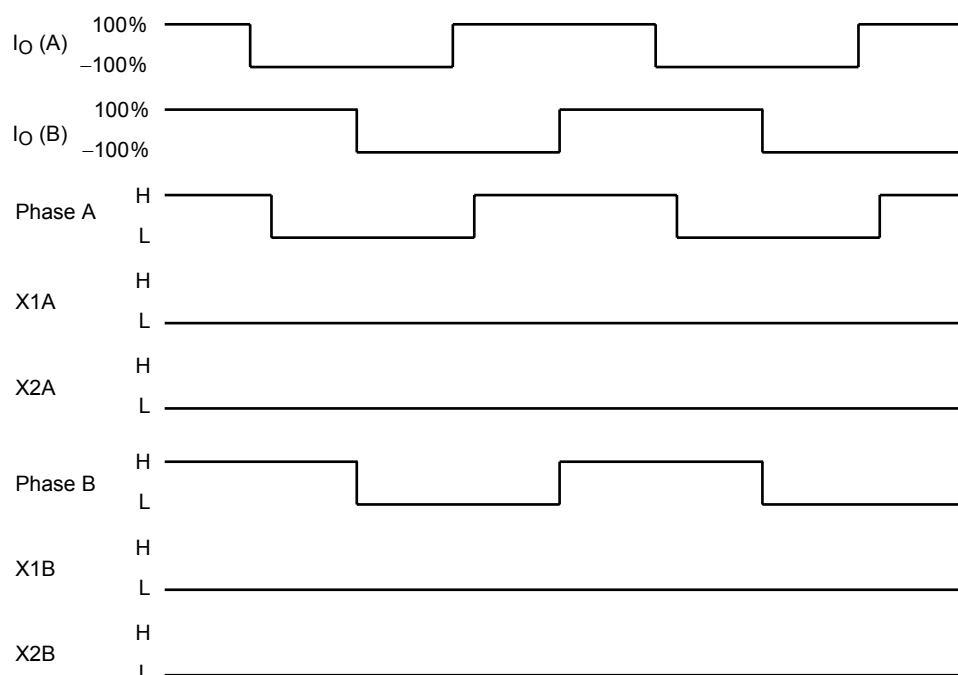 100%
IO (A)
−100%
100%
IO (B)
−100%
H
Phase A
L
H
X1A
L
H
X2A
L
H
Phase B
L
H
X1B
L
H
X2B
L